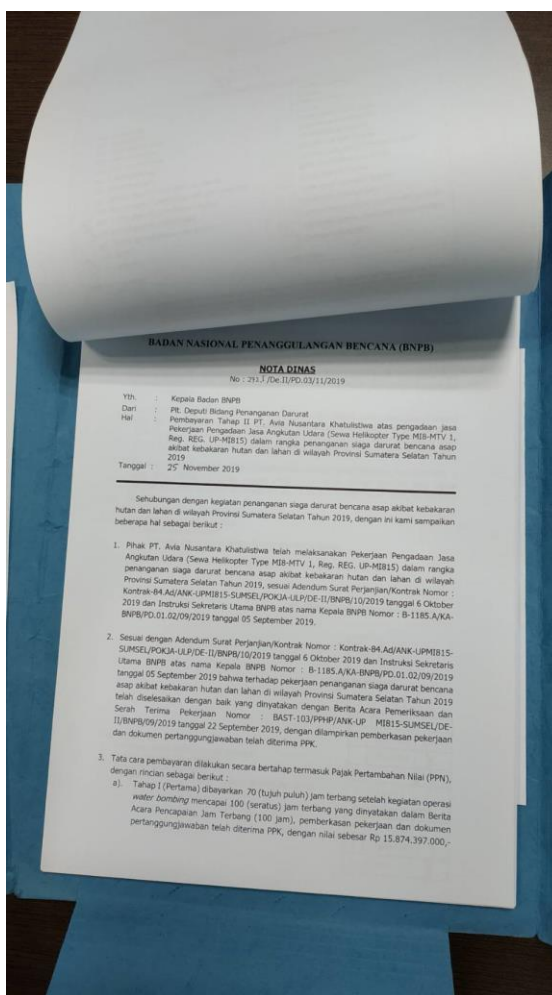 BADAN NASIONAL PENANGGULANGAN BENCANA (BNPB)
NOTA DINAS
No : /De.II/PD.03/11/2019
Yth. : Kepala Badan BNPB
Dari : Plt. Deputi Bidang Penanganan Darurat
Hal : Pembayaran Tahap II PT. Avia Nusantara Khatulistiwa atas pengadaan jasa
Pekerjaan Pengadaan Jasa Angkutan Udara (Sewa Helikopter Type MI8-MTV 1,
Reg. REG. UP-MI815) dalam rangka penanganan siaga darurat bencana asap
akibat kebakaran hutan dan lahan di wilayah Provinsi Sumatera Selatan Tahun
2019
Tanggal : 25 November 2019
Sehubungan dengan kegiatan penanganan siaga darurat bencana asap akibat kebakaran
hutan dan lahan di wilayah Provinsi Sumatera Selatan Tahun 2019, dengan ini kami sampaikan
beberapa hal sebagai berikut :
1. Pihak PT. Avia Nusantara Khatulistiwa telah melaksanakan Pekerjaan Pengadaan Jasa
Angkutan Udara (Sewa Helikopter Type MI8-MTV 1, Reg. REG. UP-MI815) dalam rangka
penanganan siaga darurat bencana asap akibat kebakaran hutan dan lahan di wilayah
Provinsi Sumatera Selatan Tahun 2019, sesuai Adendum Surat Perjanjian/Kontrak Nomor :
Kontrak-84.Ad/ANK-UPMI815-SUMSEL/POKJA-ULP/DE-II/BNPB/10/2019 tanggal 6 Oktober
2019 dan Instruksi Sekretaris Utama BNPB atas nama Kepala BNPB Nomor : B-1185.A/KA-
BNPB/PD.01.02/09/2019 tanggal 05 September 2019.
2. Sesuai dengan Adendum Surat Perjanjian/Kontrak Nomor : Kontrak-84.Ad/ANK-UPMI815-
SUMSEL/POKJA-ULP/DE-II/BNPB/10/2019 tanggal 6 Oktober 2019 dan Instruksi Sekretaris
Utama BNPB atas nama Kepala BNPB Nomor : B-1185.A/KA-BNPB/PD.01.02/09/2019
tanggal 05 September 2019 bahwa terhadap pekerjaan penanganan siaga darurat bencana
asap akibat kebakaran hutan dan lahan di wilayah Provinsi Sumatera Selatan Tahun 2019
telah diselesaikan dengan baik yang dinyatakan dengan Berita Acara Pemeriksaan dan
Serah Terima Pekerjaan Nomor : BAST-103/PPHP/ANK-UP MI815-SUMSEL/DE-
II/BNPB/09/2019 tanggal 22 September 2019, dengan dilampirkan pemberkasan pekerjaan
dan dokumen pertanggungjawaban telah diterima PPK.
3. Tata cara pembayaran dilakukan secara bertahap termasuk Pajak Pertambahan Nilai (PPN),
dengan rincian sebagai berikut :
a). Tahap I (Pertama) dibayarkan 70 (tujuh puluh) jam terbang setelah kegiatan operasi
water bombing mencapai 100 (seratus) jam terbang yang dinyatakan dalam Berita
Acara Pencapaian Jam Terbang (100 jam), pemberkasan pekerjaan dan dokumen
pertanggungjawaban telah diterima PPK, dengan nilai sebesar Rp 15.874.397.000,-